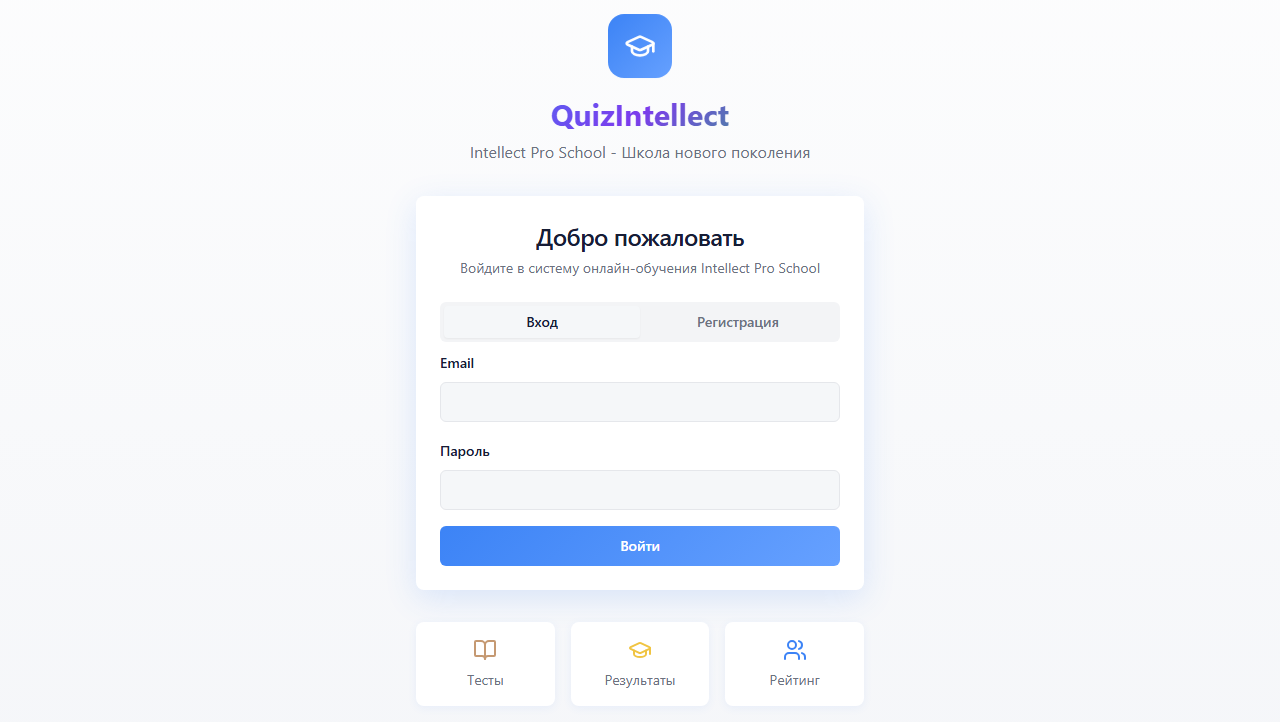 QuizIntellect
Intellect Pro School - Школа нового поколения
Добро пожаловать
Войдите в систему онлайн-обучения Intellect Pro School
Вход
Регистрация
Email
Пароль
Войти
Тесты
Результаты
Рейтинг